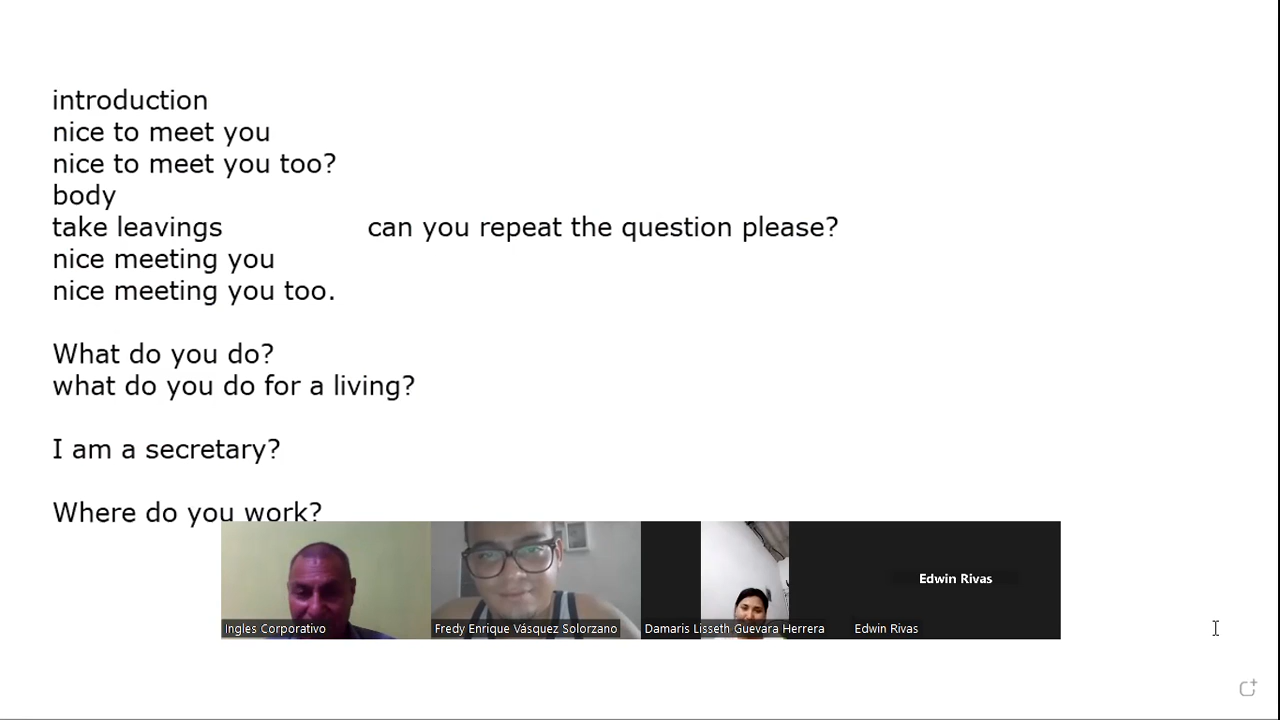 introduction
nice to meet you
nice to meet you too?
body
take leavings can you repeat the question please?
nice meeting you
nice meeting you too.
What do you do?
what do you do for a living?
I am a secretary?
Where do you work?
Edwin Rivas
Ingles Corporativo
Fredy Enrique Vásquez Solorzano
Damaris Lisseth Guevara Herrera
Edwin Rivas